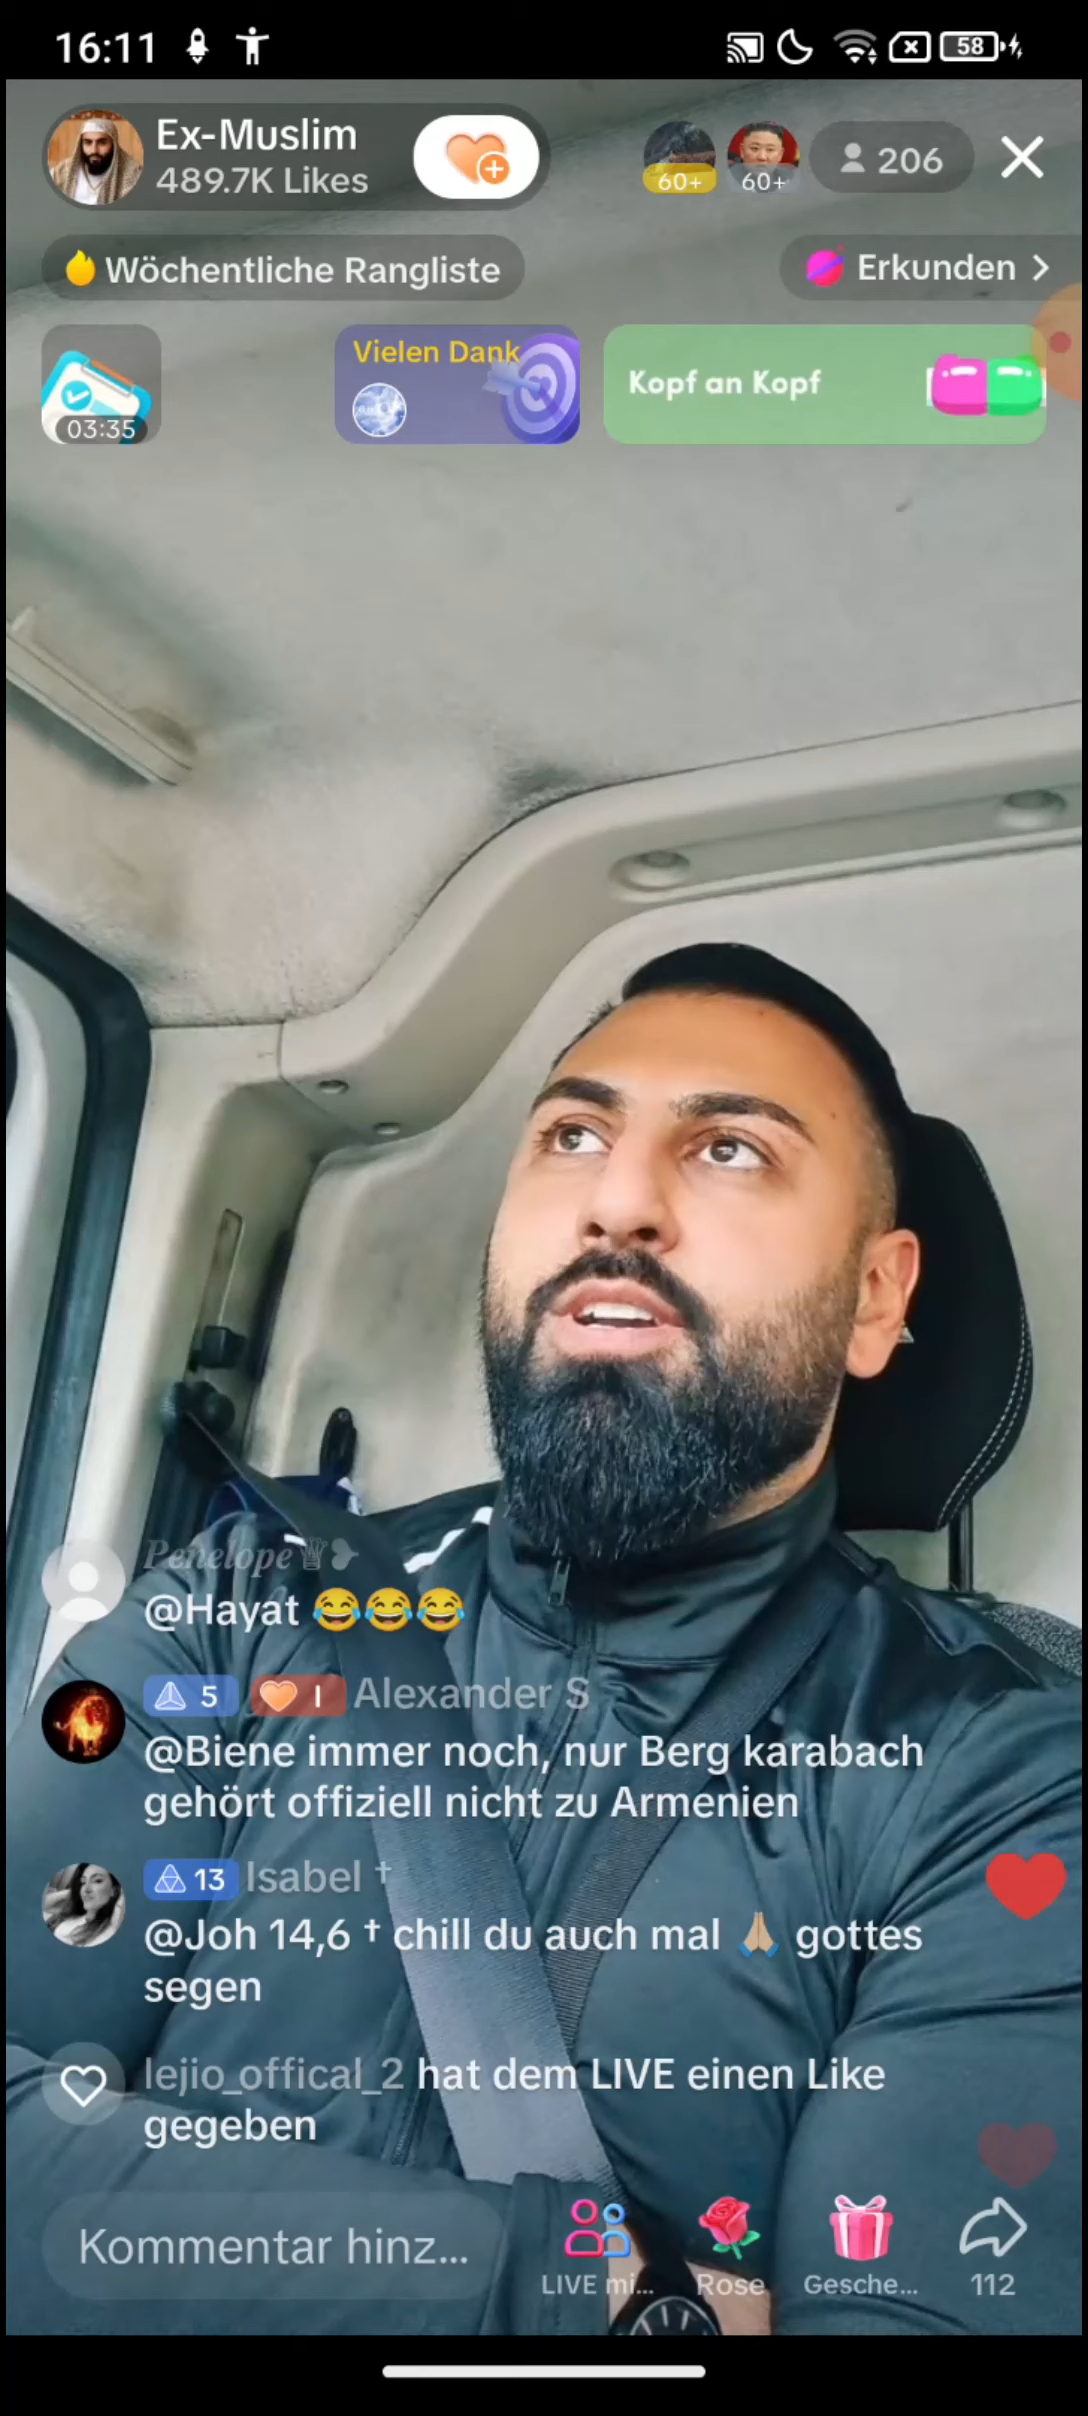 16:11
58
Ex-Muslim
489.7K Likes
60+
60+
206
Wöchentliche Rangliste
Erkunden >
03:35
Vielen Dank
Kopf an Kopf
Penelope
@Hayat 😂😂😂
5 I Alexander S
@Biene immer noch, nur Berg karabach
gehört offiziell nicht zu Armenien
13 Isabel †
@Joh 14,6 † chill du auch mal 🙏🏼 gottes
segen
lejio_offical_2 hat dem LIVE einen Like
gegeben
Kommentar hinz...
LIVE mi...
Rose
Gesche...
112